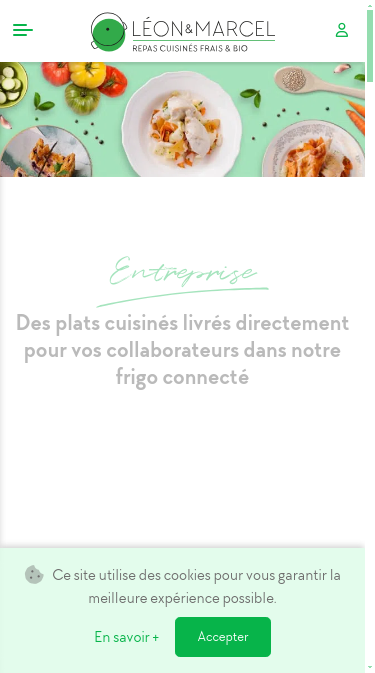 LÉON&MARCEL
REPAS CUISINÉS FRAIS & BIO
Entreprise
Des plats cuisinés livrés directement
pour vos collaborateurs dans notre
frigo connecté
Ce site utilise des cookies pour vous garantir la
meilleure expérience possible.
En savoir +
Accepter